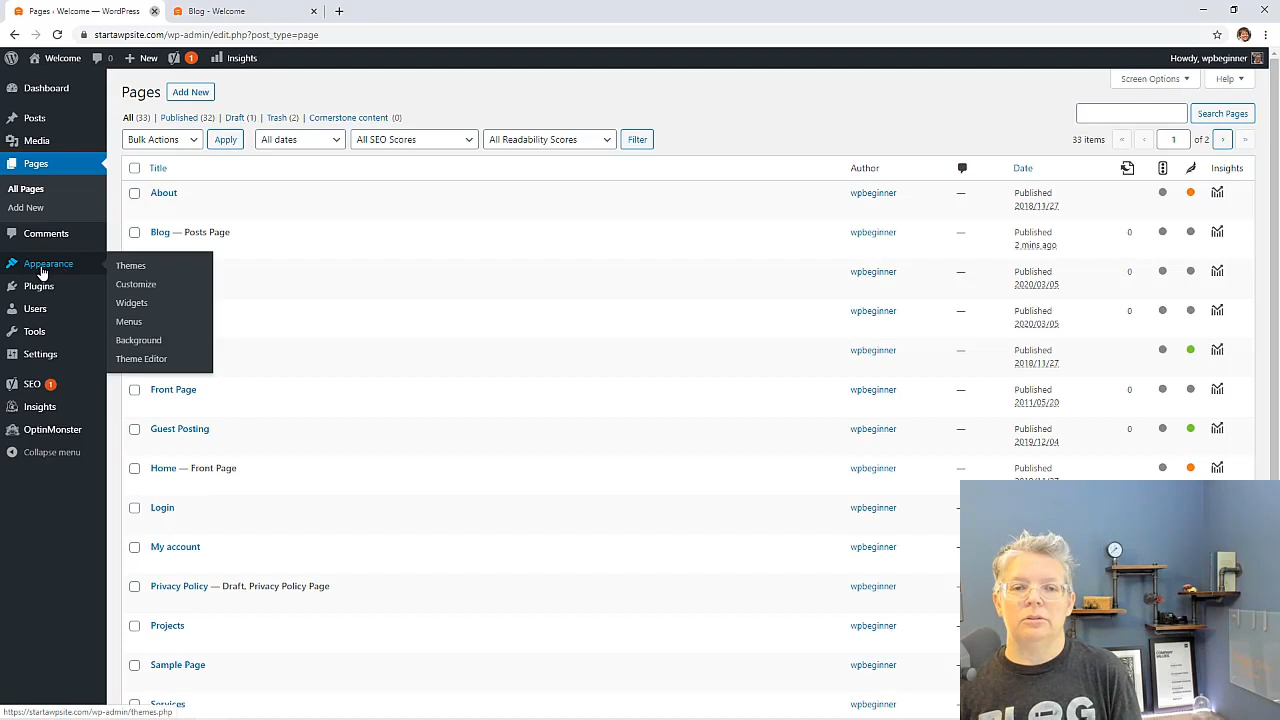 Pages ‹ Welcome — WordPress
Blog - Welcome
startawpsite.com/wp-admin/edit.php?post_type=page
Welcome 0 New 1 Insights Howdy, wpbeginner
Dashboard
Posts
Media
Pages
All Pages
Add New
Comments
Appearance
Plugins
Users
Tools
Settings
SEO 1
Insights
OptinMonster
Collapse menu
Themes
Customize
Widgets
Menus
Background
Theme Editor
Screen Options Help
Pages Add New
All (33) | Published (32) | Draft (1) | Trash (2) | Cornerstone content (0)
Search Pages
Bulk Actions Apply All dates All SEO Scores All Readability Scores Filter
33 items « ‹ 1 of 2 › »
Title Author Date Insights
About wpbeginner — Published
2018/11/27
Blog — Posts Page wpbeginner — Published 0
2 mins ago
wpbeginner — Published 0
2020/03/05
wpbeginner — Published 0
2020/03/05
wpbeginner — Published
2018/11/27
Front Page wpbeginner — Published 0
2011/05/20
Guest Posting wpbeginner — Published 0
2019/12/04
Home — Front Page wpbeginner — Published
Login wpbeginner
My account wpbeginner
Privacy Policy — Draft, Privacy Policy Page wpbeginner
Projects wpbeginner
Sample Page wpbeginner
Services wpbeginner
https://startawpsite.com/wp-admin/themes.php
COMPANY
VALUES
BLOG